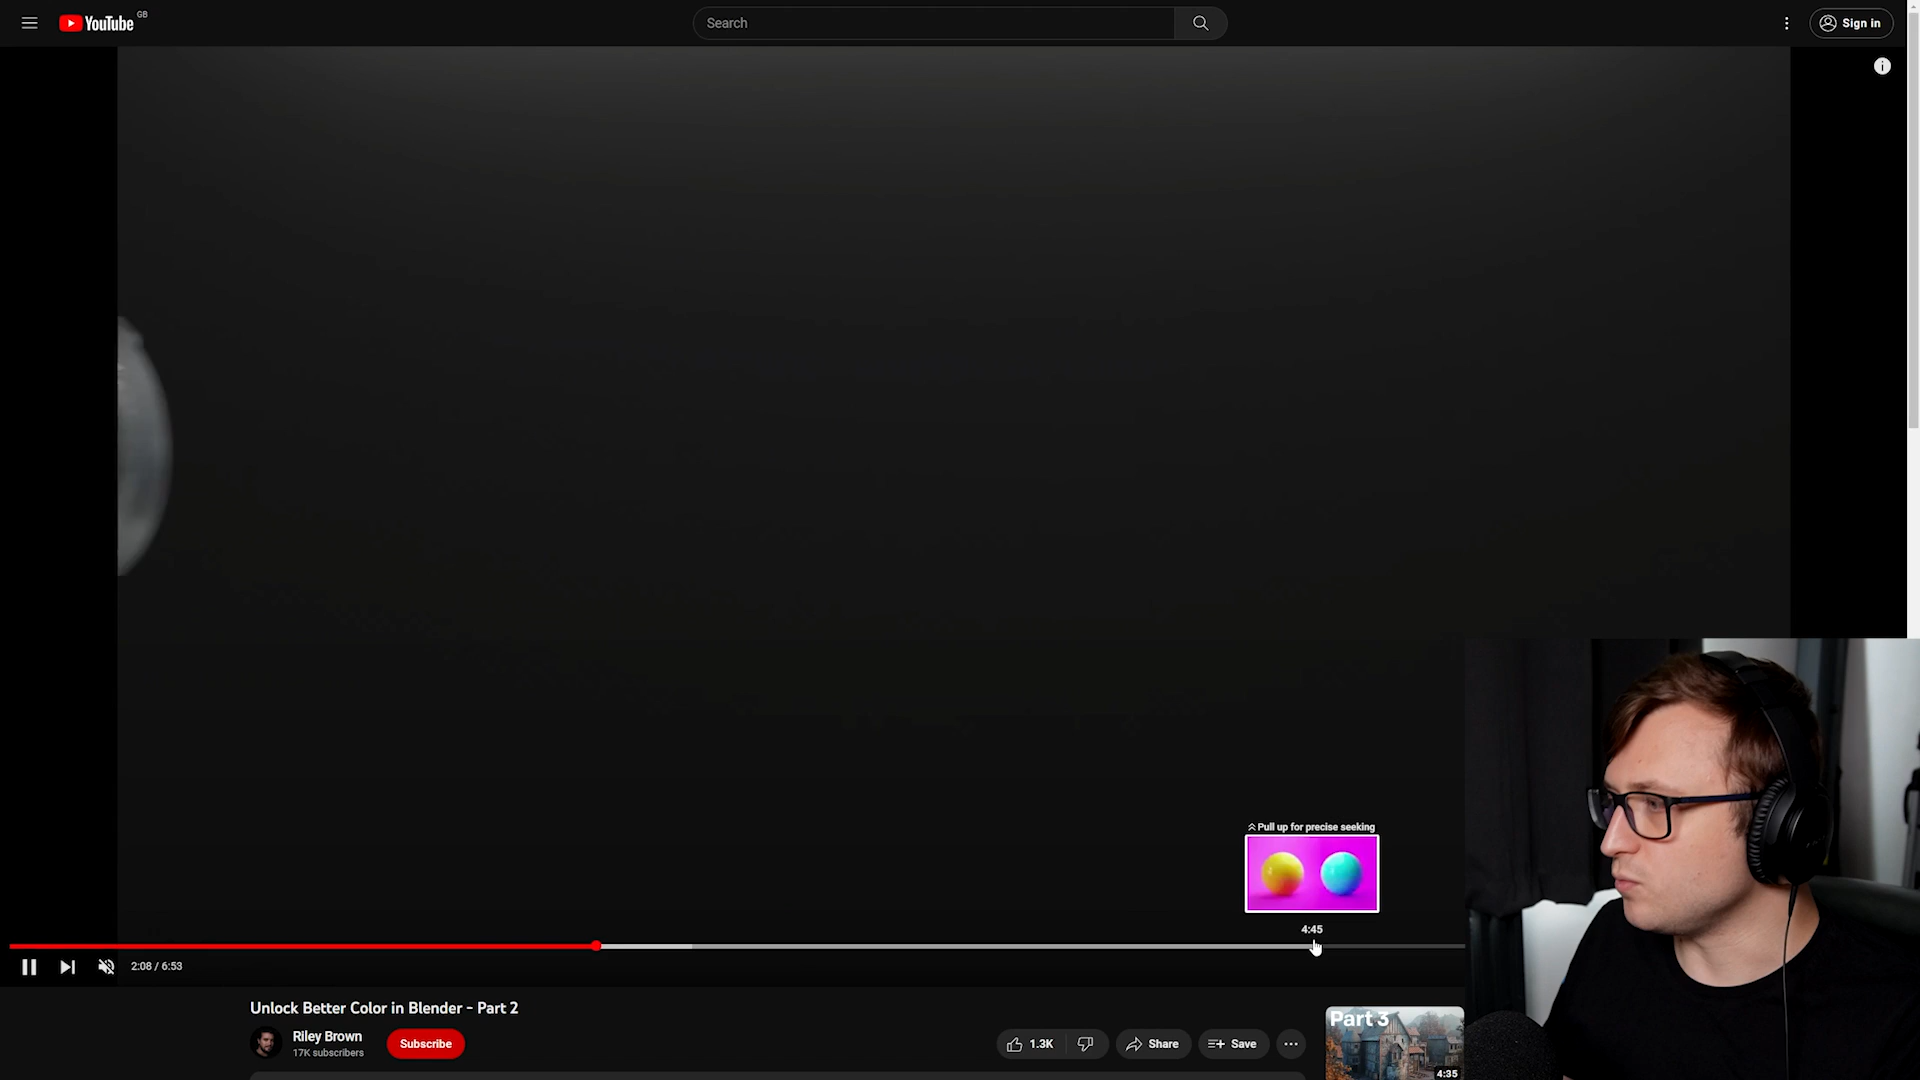 YouTube GB
Search
Sign in
Pull up for precise seeking
4:45
2:08 / 6:53
Unlock Better Color in Blender - Part 2
Riley Brown
17K subscribers
Subscribe
1.3K
Share
Save
Part 3
4:35